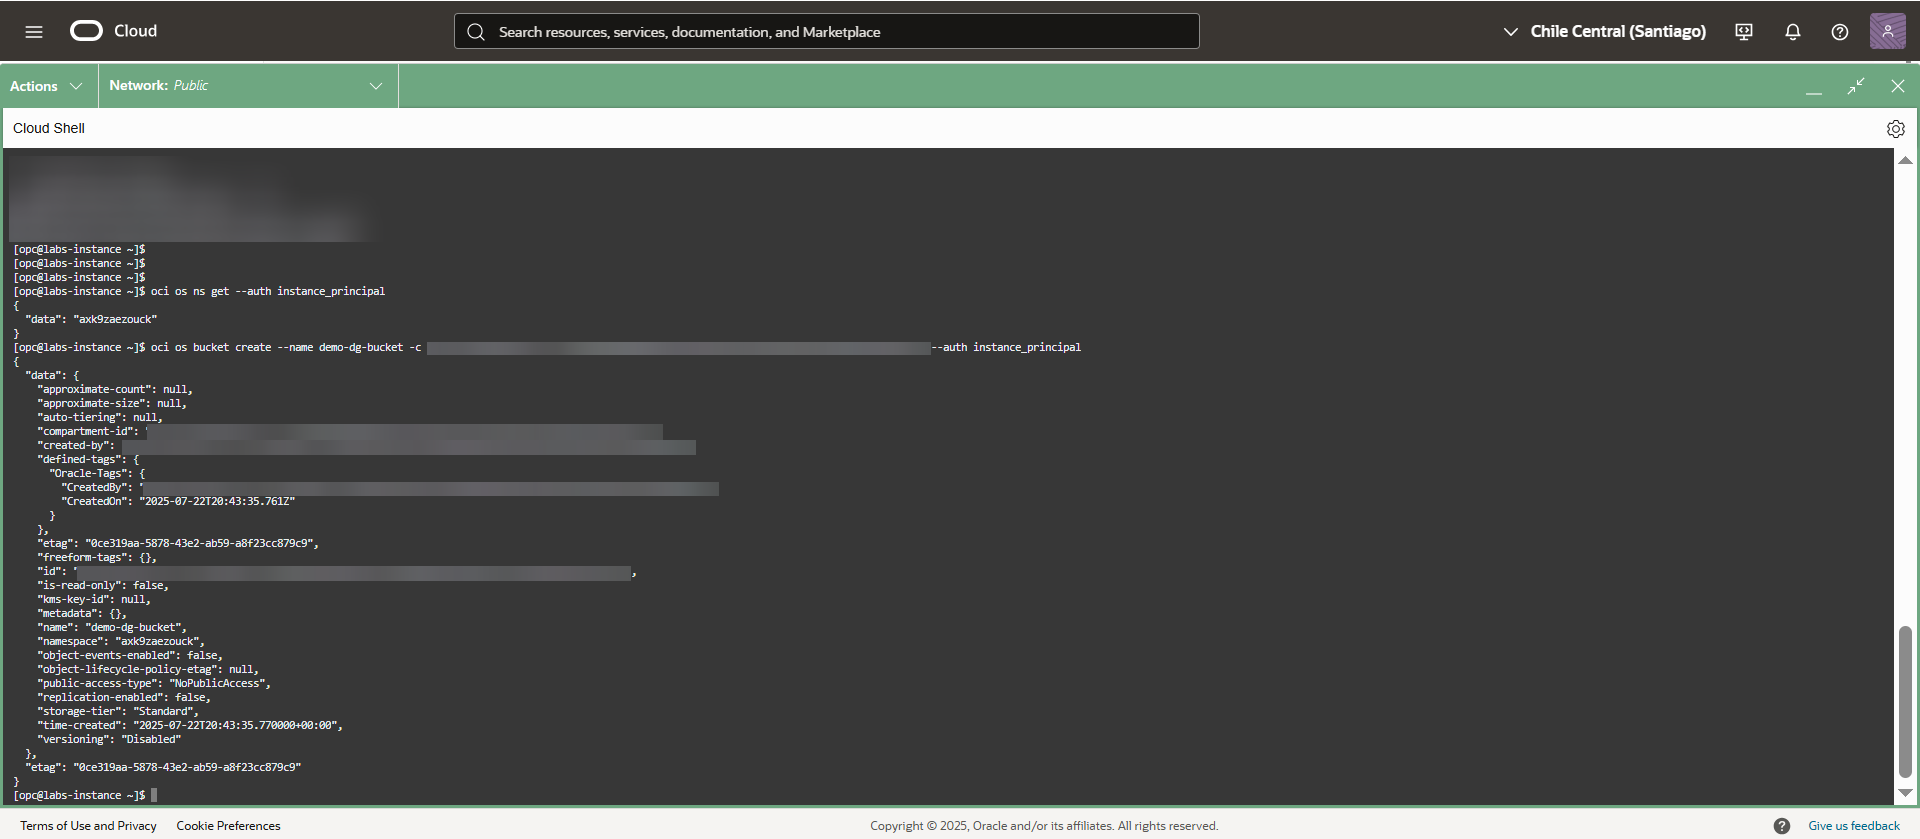 Cloud
Search resources, services, documentation, and Marketplace
Chile Central (Santiago)
Actions
Network: Public
Cloud Shell
[opc@labs-instance ~]$
[opc@labs-instance ~]$
[opc@labs-instance ~]$
[opc@labs-instance ~]$ oci os ns get --auth instance_principal
{
  "data": "axk9zaezouck"
}
[opc@labs-instance ~]$ oci os bucket create --name demo-dg-bucket -c --auth instance_principal
{
  "data": {
    "approximate-count": null,
    "approximate-size": null,
    "auto-tiering": null,
    "compartment-id": "
    "created-by":
    "defined-tags": {
      "Oracle-Tags": {
        "CreatedBy": "
        "CreatedOn": "2025-07-22T20:43:35.761Z"
      }
    },
    "etag": "0ce319aa-5878-43e2-ab59-a8f23cc879c9",
    "freeform-tags": {},
    "id": ",
    "is-read-only": false,
    "kms-key-id": null,
    "metadata": {},
    "name": "demo-dg-bucket",
    "namespace": "axk9zaezouck",
    "object-events-enabled": false,
    "object-lifecycle-policy-etag": null,
    "public-access-type": "NoPublicAccess",
    "replication-enabled": false,
    "storage-tier": "Standard",
    "time-created": "2025-07-22T20:43:35.770000+00:00",
    "versioning": "Disabled"
  },
  "etag": "0ce319aa-5878-43e2-ab59-a8f23cc879c9"
}
[opc@labs-instance ~]$
Terms of Use and Privacy
Cookie Preferences
Copyright © 2025, Oracle and/or its affiliates. All rights reserved.
Give us feedback